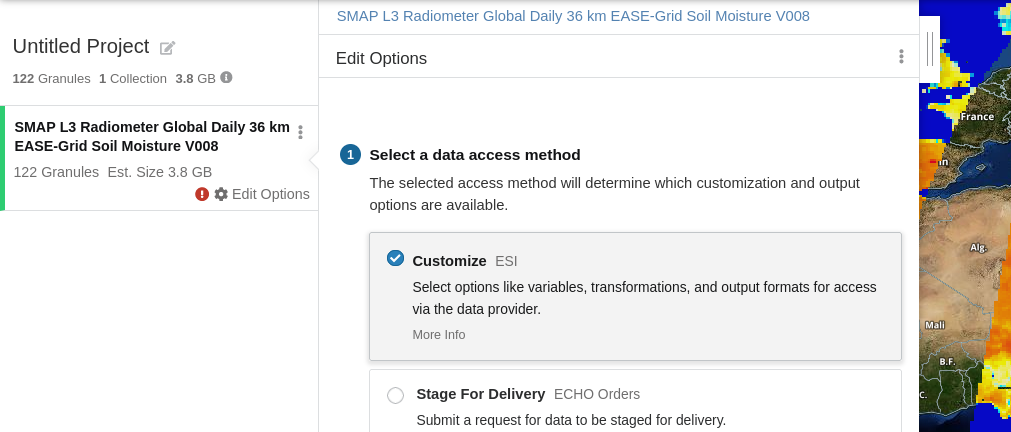 SMAP L3 Radiometer Global Daily 36 km EASE-Grid Soil Moisture V008
Untitled Project
122 Granules 1 Collection 3.8 GB
Edit Options
SMAP L3 Radiometer Global Daily 36 km
EASE-Grid Soil Moisture V008
122 Granules Est. Size 3.8 GB
Edit Options
1 Select a data access method
The selected access method will determine which customization and output
options are available.
Customize ESI
Select options like variables, transformations, and output formats for access
via the data provider.
More Info
Stage For Delivery ECHO Orders
Submit a request for data to be staged for delivery.
France
in
Alg.
Mali
B.F.
C.